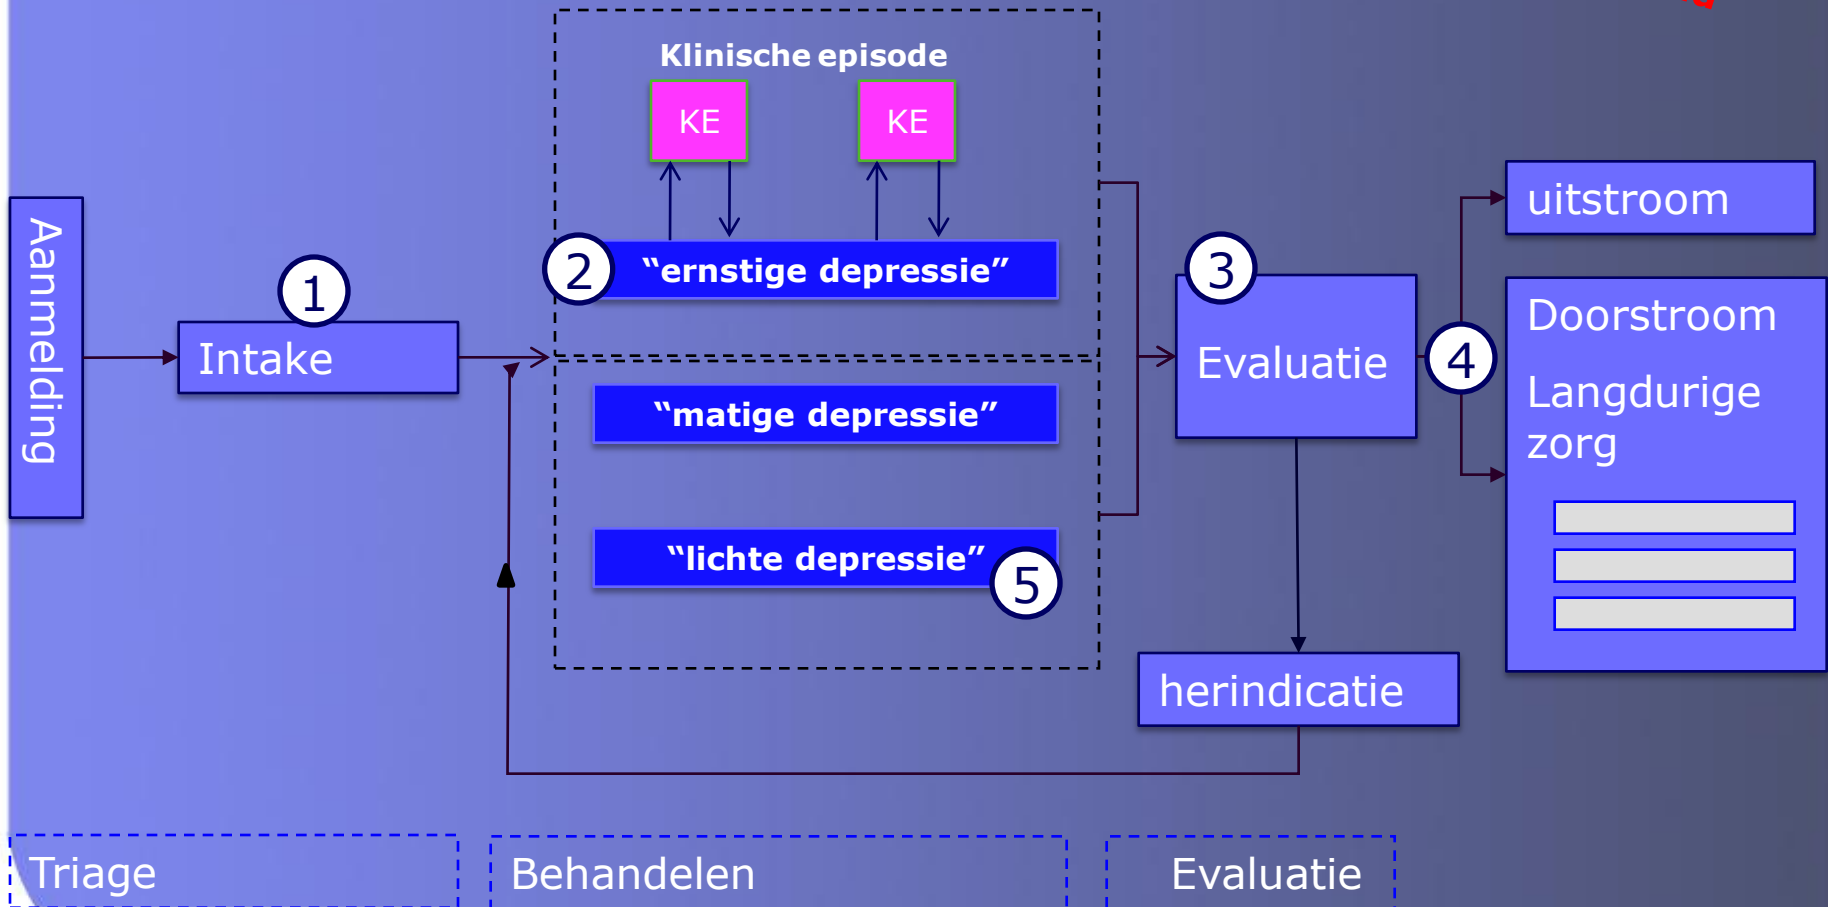 Klinische episode
KE
KE
Aanmelding
1
Intake
2
“ernstige depressie”
“matige depressie”
“lichte depressie”
5
3
Evaluatie
4
uitstroom
Doorstroom
Langdurige
zorg
herindicatie
Triage
Behandelen
Evaluatie